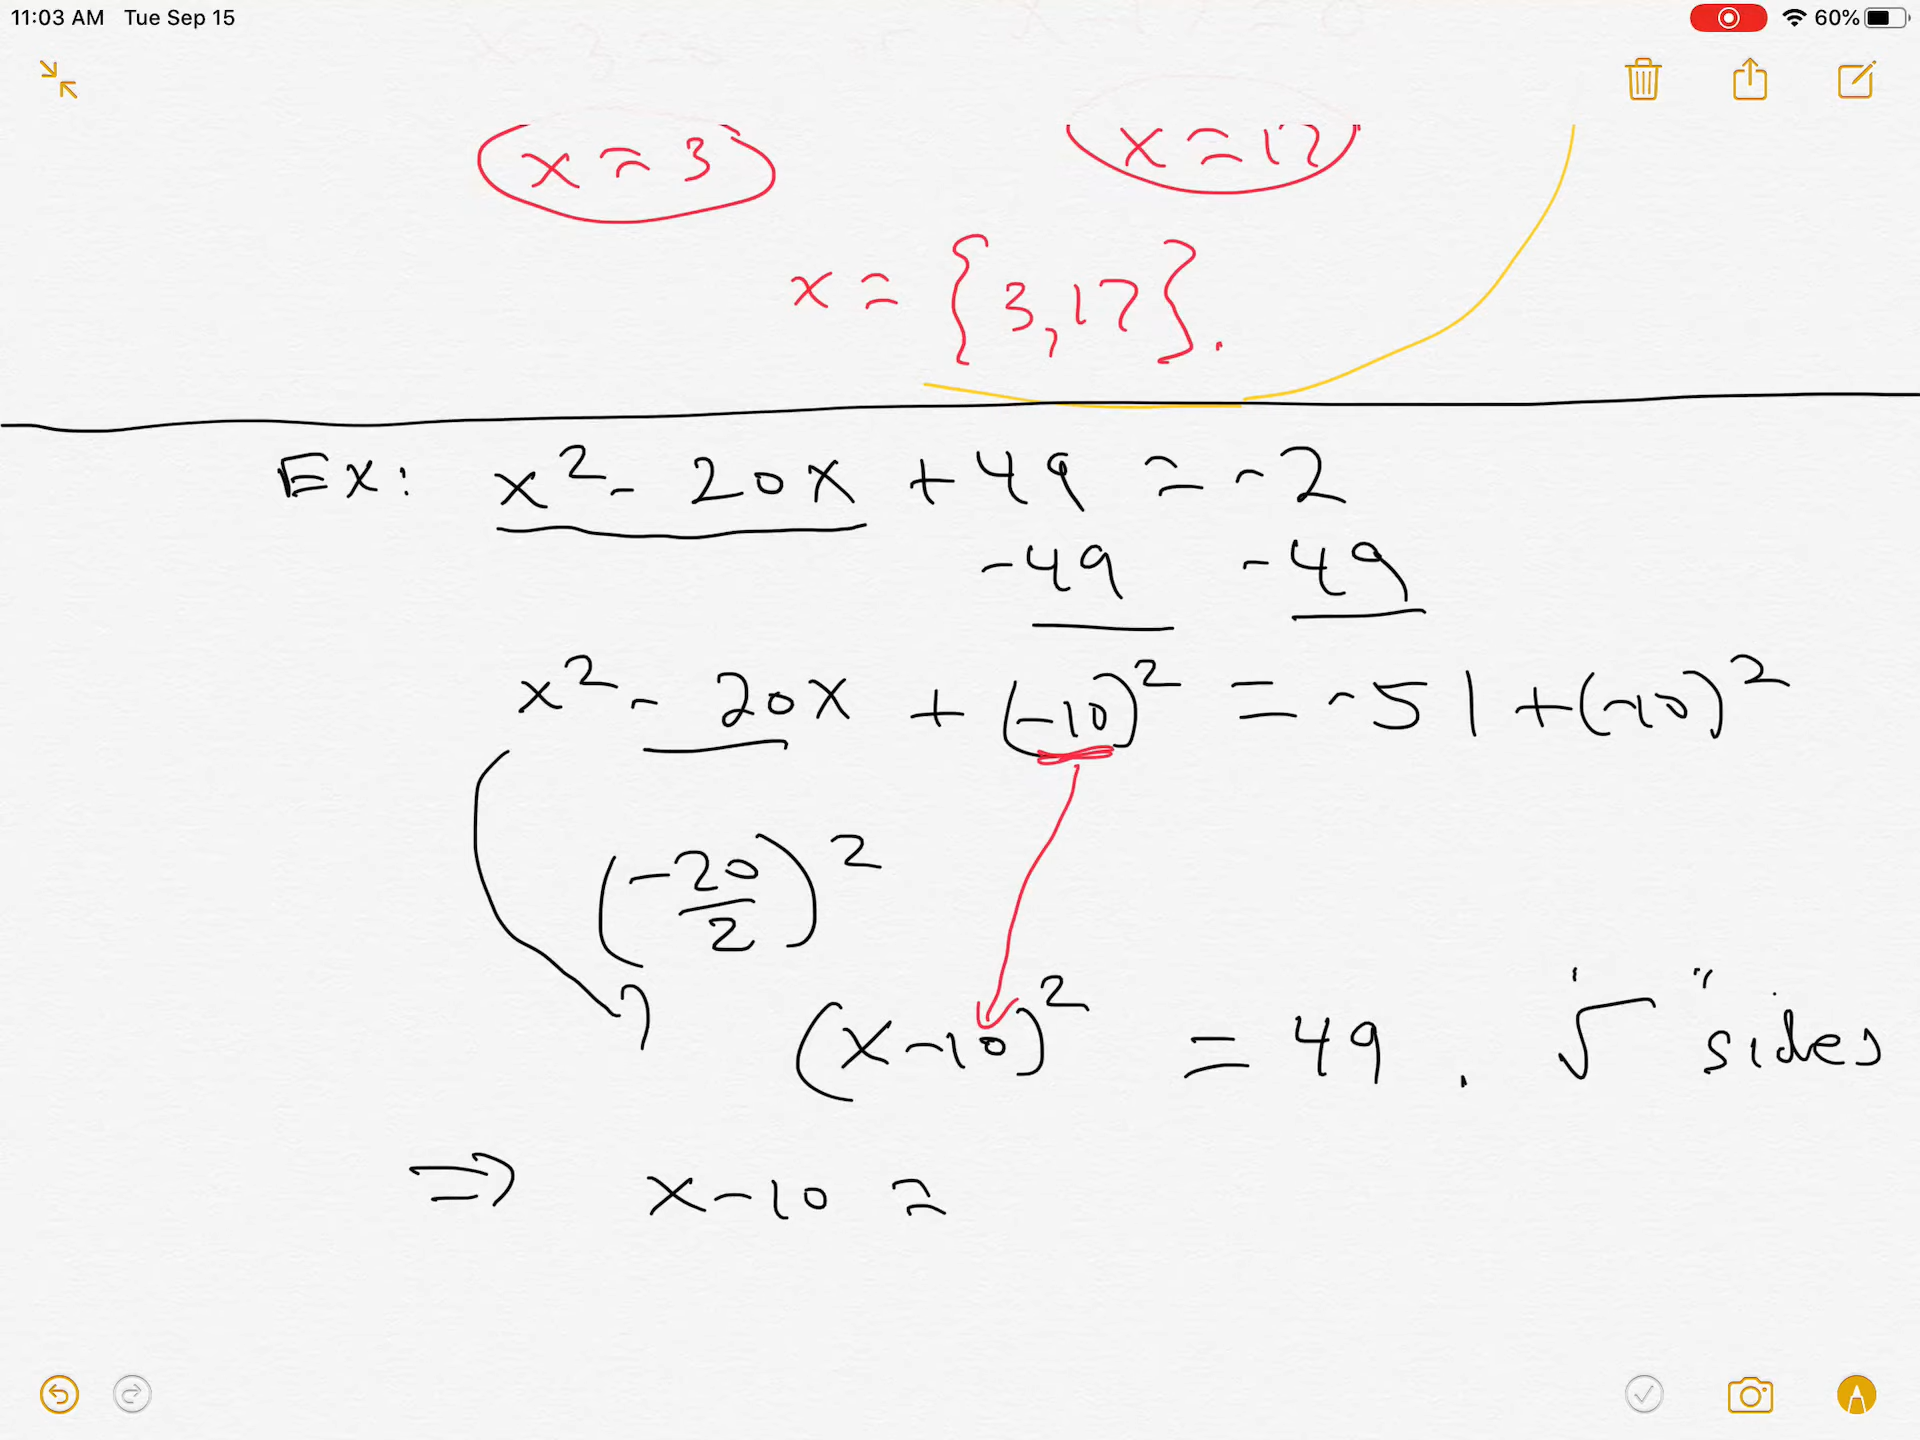 11:03 AM Tue Sep 15 60%
x = 3 x = 17
x = {3,17}.
Ex: x² - 20x + 49 = -2
-49 -49
x² - 20x + (-10)² = -51 + (-10)²
(-20/2)²
(x-10)² = 49 . √ sides
⇒ x-10 =